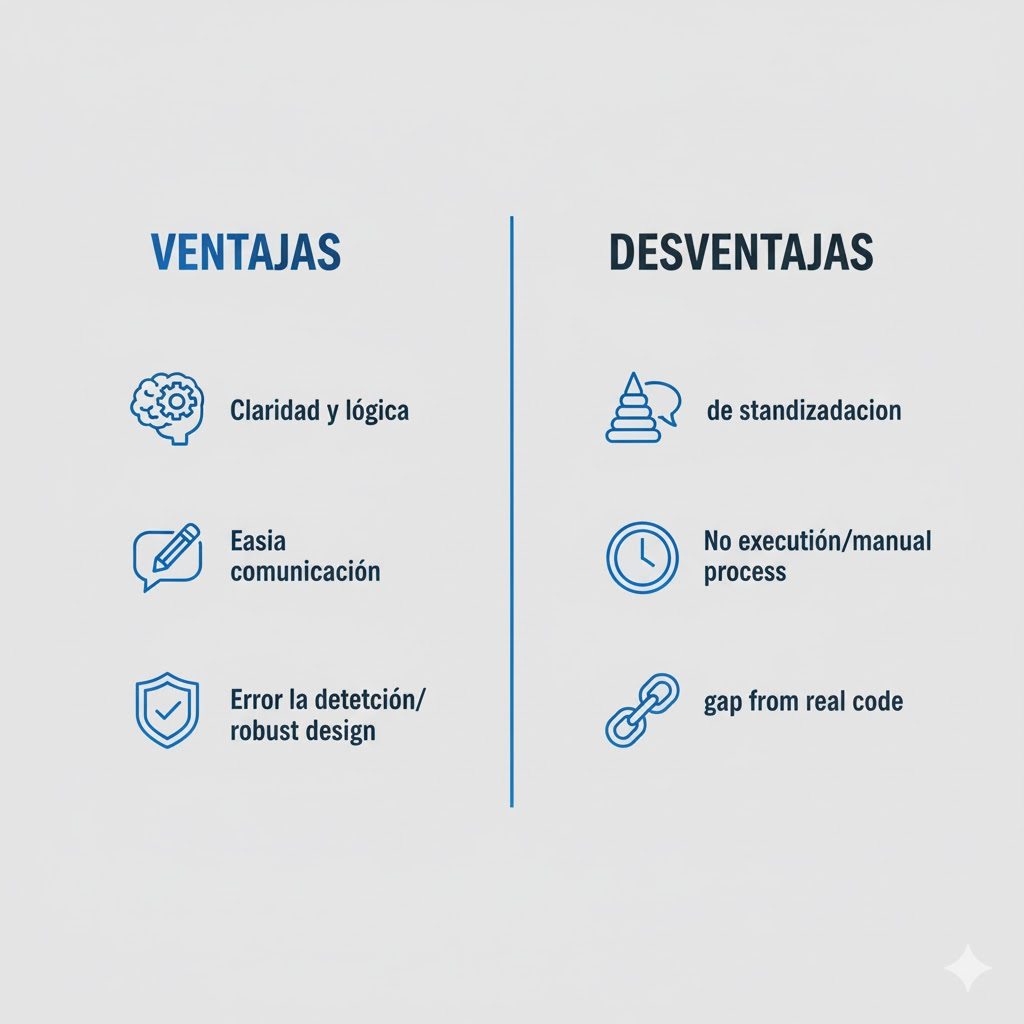 VENTAJAS
Claridad y lógica
Easia
comunicación
Error la detetción/
robust design
DESVENTAJAS
de standizadacion
No executión/manual
process
gap from real code